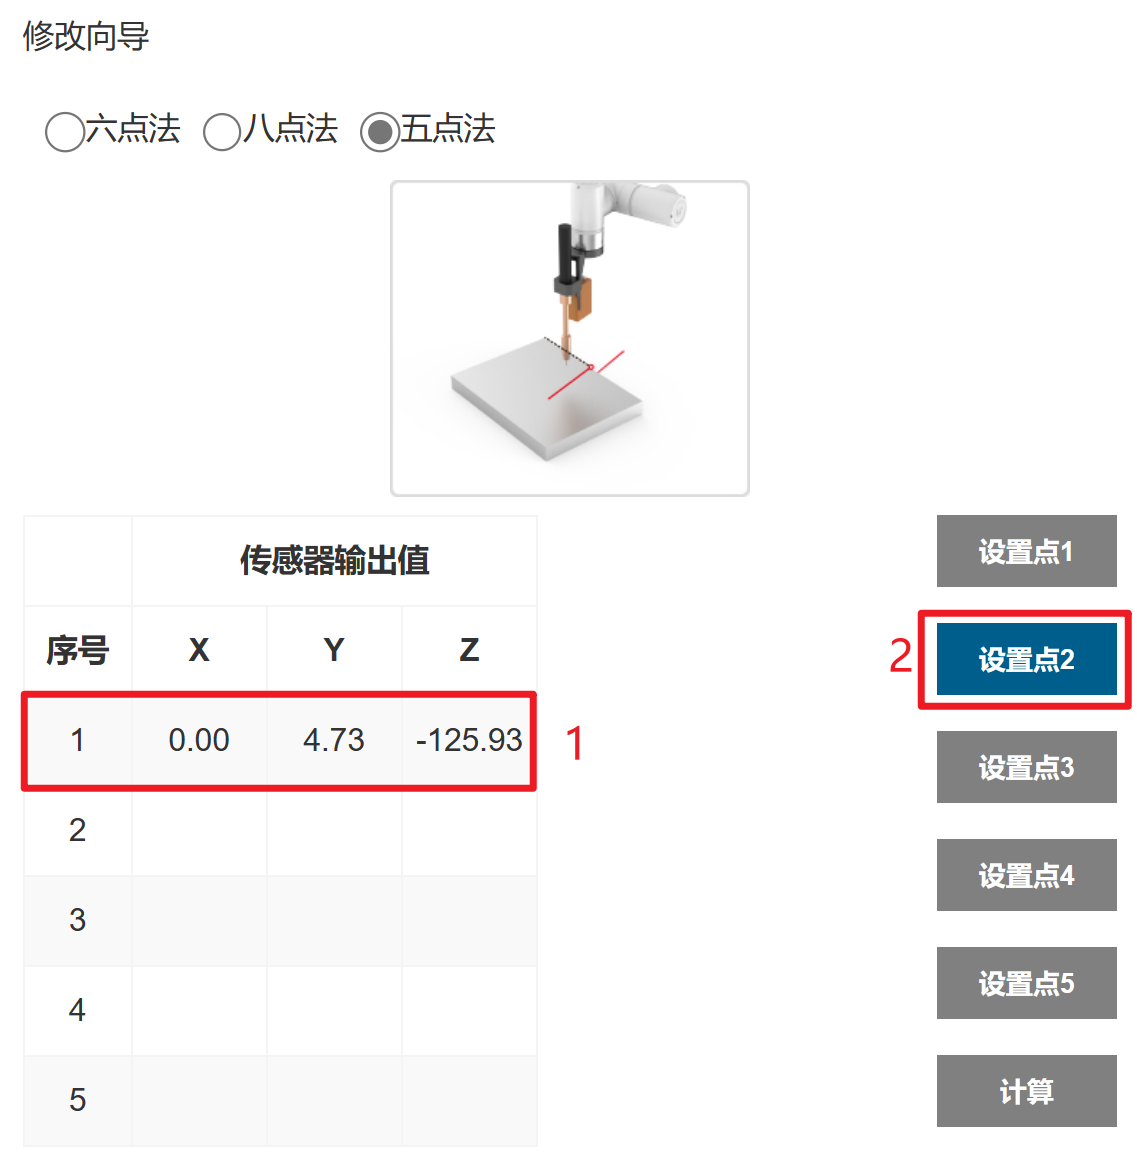 修改向导
六点法 八点法 五点法
传感器输出值
设置点1
序号 X Y Z
2 设置点2
1 0.00 4.73 -125.93 1
设置点3
2
设置点4
3
设置点5
4
计算
5